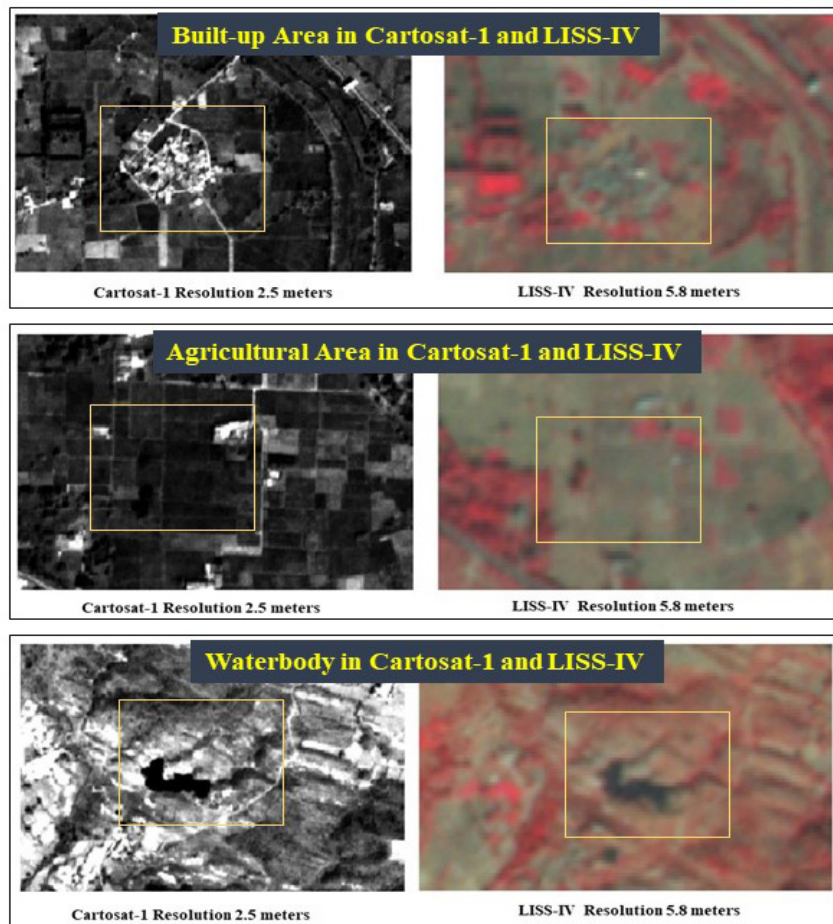 Built-up Area in Cartosat-1 and LISS-IV
Cartosat-1 Resolution 2.5 meters
LISS-IV Resolution 5.8 meters
Agricultural Area in Cartosat-1 and LISS-IV
Cartosat-1 Resolution 2.5 meters
LISS-IV Resolution 5.8 meters
Waterbody in Cartosat-1 and LISS-IV
Cartosat-1 Resolution 2.5 meters
LISS-IV Resolution 5.8 meters